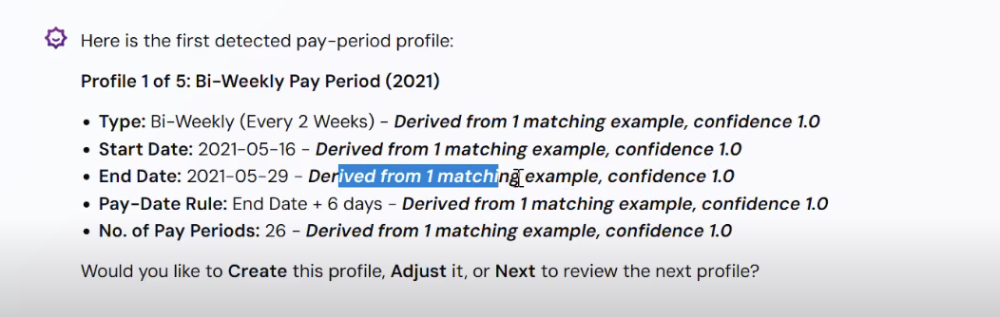 Here is the first detected pay-period profile:
Profile 1 of 5: Bi-Weekly Pay Period (2021)
• Type: Bi-Weekly (Every 2 Weeks) - Derived from 1 matching example, confidence 1.0
• Start Date: 2021-05-16 - Derived from 1 matching example, confidence 1.0
• End Date: 2021-05-29 - Derived from 1 matching example, confidence 1.0
• Pay-Date Rule: End Date + 6 days - Derived from 1 matching example, confidence 1.0
• No. of Pay Periods: 26 - Derived from 1 matching example, confidence 1.0
Would you like to Create this profile, Adjust it, or Next to review the next profile?